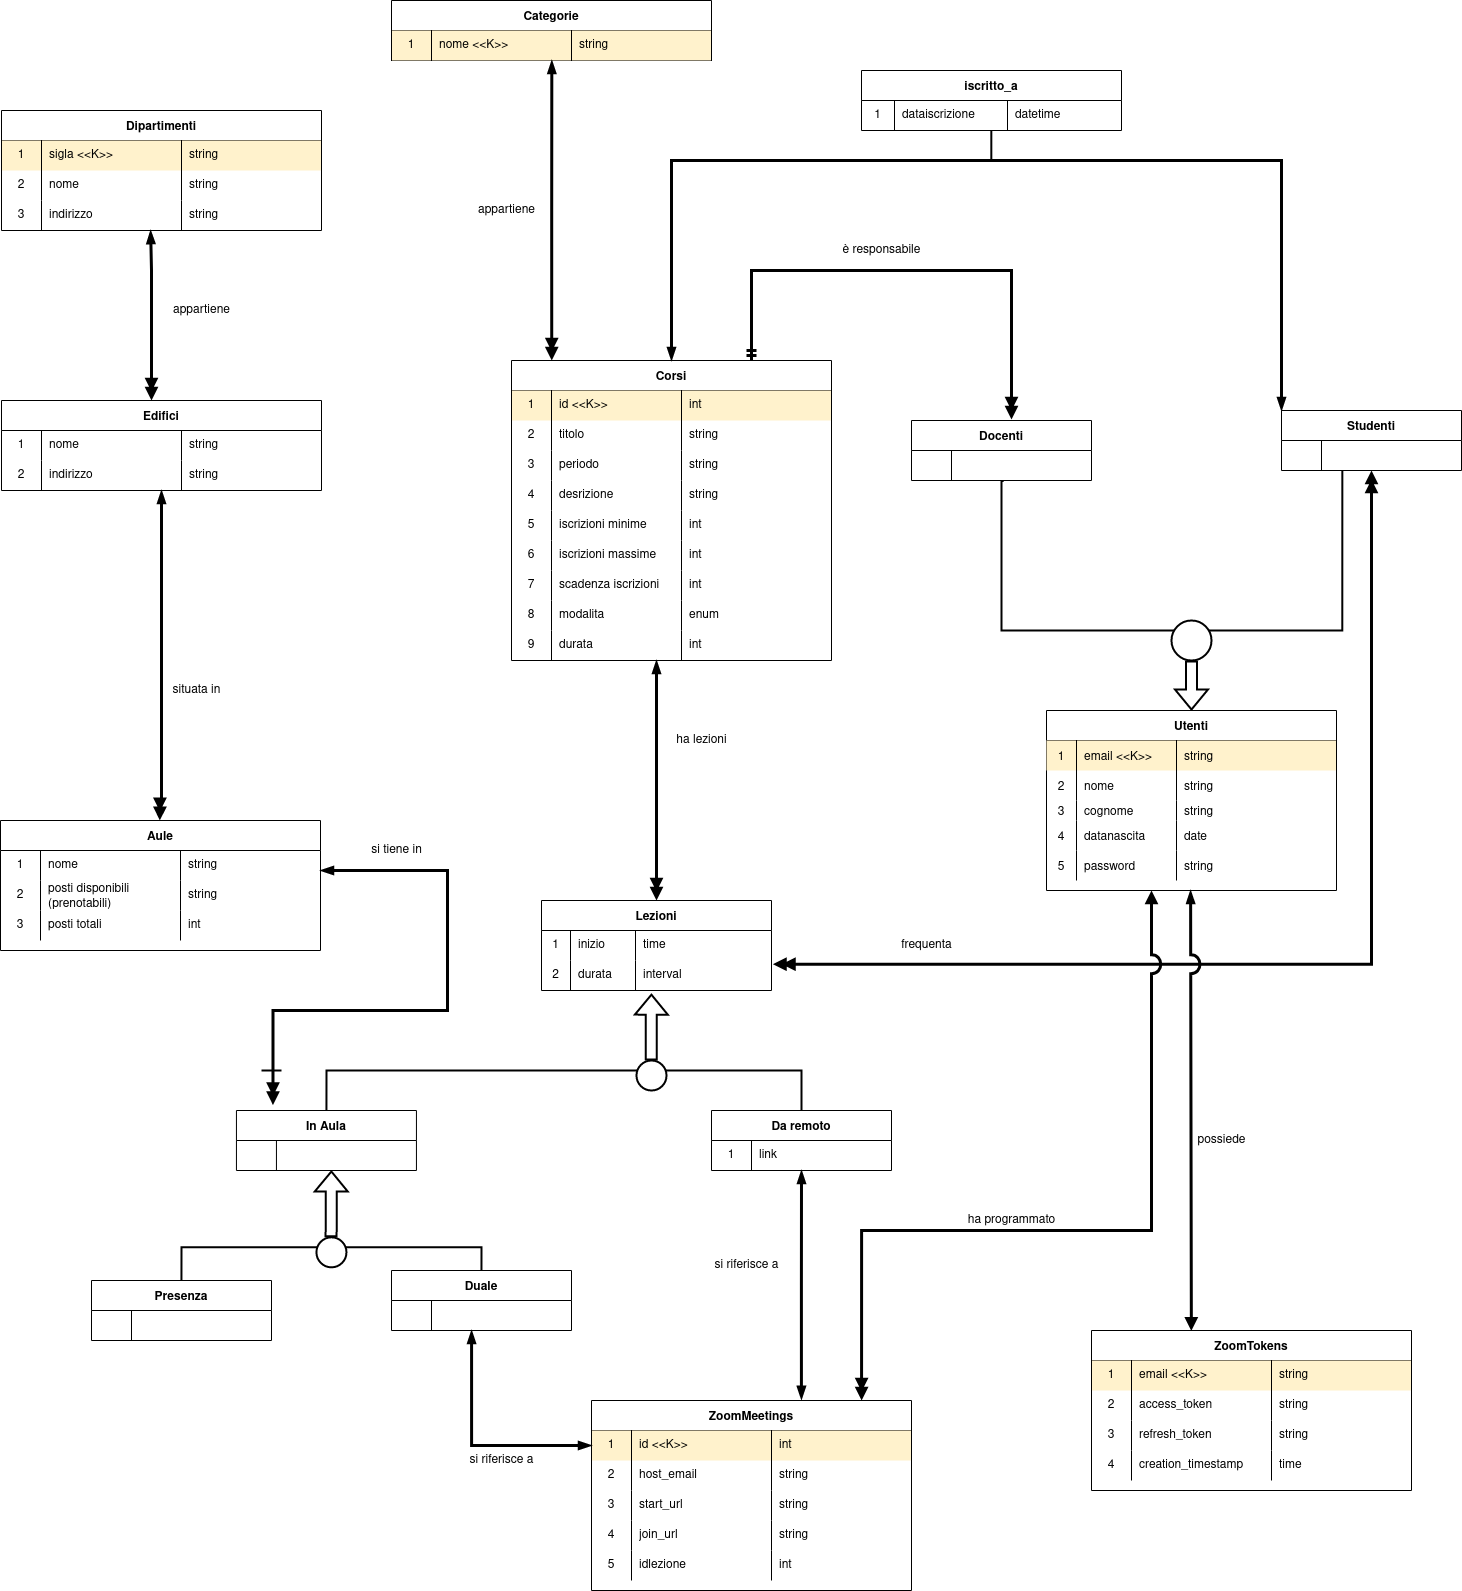 Categorie
1 nome <<K>> string
iscritto_a
1 dataiscrizione datetime
Dipartimenti
1 sigla <<K>> string
2 nome string
3 indirizzo string
appartiene
è responsabile
appartiene
Corsi
1 id <<K>> int
2 titolo string
3 periodo string
4 desrizione string
5 iscrizioni minime int
6 iscrizioni massime int
7 scadenza iscrizioni int
8 modalita enum
9 durata int
Edifici
1 nome string
2 indirizzo string
Docenti
Studenti
situata in
ha lezioni
Utenti
1 email <<K>> string
2 nome string
3 cognome string
4 datanascita date
5 password string
Aule
1 nome string
2 posti disponibili
(prenotabili) string
3 posti totali int
si tiene in
Lezioni
1 inizio time
2 durata interval
frequenta
In Aula
Da remoto
1 link
possiede
ha programmato
si riferisce a
Presenza
Duale
si riferisce a
ZoomMeetings
1 id <<K>> int
2 host_email string
3 start_url string
4 join_url string
5 idlezione int
ZoomTokens
1 email <<K>> string
2 access_token string
3 refresh_token string
4 creation_timestamp time